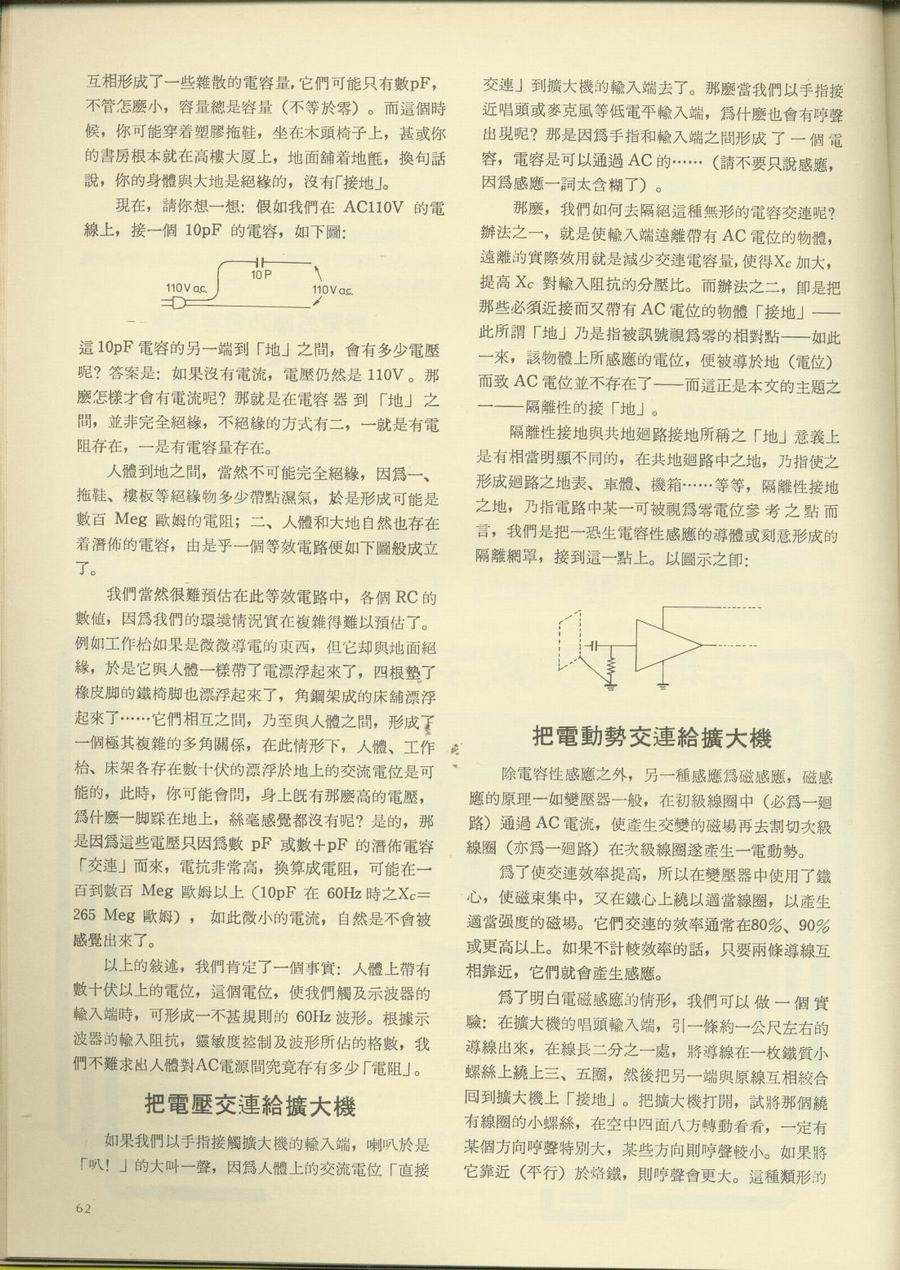 互相形成了一些雜散的電容量，它們可能只有數pF，
不管怎麼小，容量總是容量（不等於零）。而這個時
候，你可能穿着塑膠拖鞋，坐在木頭椅子上，甚或你
的書房根本就在高樓大厦上，地面舖着地氈，換句話
說，你的身體與大地是絕緣的，沒有「接地」。
現在，請你想一想：假如我們在 AC110V 的電
線上，接一個 10pF 的電容，如下圖：
10P
110V a.c.
110V a.c.
這 10pF 電容的另一端到「地」之間，會有多少電壓
呢？答案是：如果沒有電流，電壓仍然是 110V。那
麼怎樣才會有電流呢？那就是在電容器到「地」之
間，並非完全絕緣，不絕緣的方式有二，一就是有電
阻存在，一是有電容量存在。
人體到地之間，當然不可能完全絕緣，因爲一、
拖鞋、樓板等絕緣物多少帶點濕氣，於是形成可能是
數百 Meg 歐姆的電阻；二、人體和大地自然也存在
着潛佈的電容，由是乎一個等效電路便如下圖般成立
了。
我們當然很難預估在此等效電路中，各個 RC 的
數値，因爲我們的環境情況實在複雜得難以預估了。
例如工作枱如果是微微導電的東西，但它却與地面絕
緣，於是它與人體一樣帶了電漂浮起來了，四根墊了
橡皮脚的鐵椅脚也漂浮起來了，角鋼架成的床舖漂浮
起來了……它們相互之間，乃至與人體之間，形成了
一個極其複雜的多角關係，在此情形下，人體、工作
枱、床架各存在數十伏的漂浮於地上的交流電位是可
能的，此時，你可能會問，身上旣有那麼高的電壓，
爲什麼一脚踩在地上，絲毫感覺都沒有呢？是的，那
是因爲這些電壓只因爲數 pF 或數十pF 的潛佈電容
「交連」而來，電抗非常高，換算成電阻，可能在一
百到數百 Meg 歐姆以上（10pF 在 60Hz 時之Xc＝
265 Meg 歐姆），如此微小的電流，自然是不會被
感覺出來了。
以上的敍述，我們肯定了一個事實：人體上帶有
數十伏以上的電位，這個電位，使我們觸及示波器的
輸入端時，可形成一不甚規則的 60Hz 波形。根據示
波器的輸入阻抗，靈敏度控制及波形所佔的格數，我
們不難求出人體對AC電源間究竟存有多少「電阻」。
把電壓交連給擴大機
如果我們以手指接觸擴大機的輸入端，喇叭於是
「叭！」的大叫一聲，因爲人體上的交流電位「直接
62
交連」到擴大機的輸入端去了。那麼當我們以手指接
近唱頭或麥克風等低電平輸入端，爲什麼也會有哼聲
出現呢？那是因爲手指和輸入端之間形成了一個電
容，電容是可以通過 AC 的……（請不要只說感應，
因爲感應一詞太含糊了）。
那麼，我們如何去隔絕這種無形的電容交連呢？
辦法之一，就是使輸入端遠離帶有 AC 電位的物體，
遠離的實際效用就是減少交連電容量，使得Xc 加大，
提高 Xc 對輸入阻抗的分壓比。而辦法之二，卽是把
那些必須近接而又帶有 AC 電位的物體「接地」——
此所謂「地」乃是指被訊號視爲零的相對點——如此
一來，該物體上所感應的電位，便被導於地（電位）
而致 AC 電位並不存在了——而這正是本文的主題之
一——隔離性的接「地」。
隔離性接地與共地廻路接地所稱之「地」意義上
是有相當明顯不同的，在共地廻路中之地，乃指使之
形成廻路之地表、車體、機箱……等等，隔離性接地
之地，乃指電路中某一可被視爲零電位參考之點而
言，我們是把一恐生電容性感應的導體或刻意形成的
隔離網罩，接到這一點上。以圖示之卽：
把電動勢交連給擴大機
除電容性感應之外，另一種感應爲磁感應，磁感
應的原理一如變壓器一般，在初級線圈中（必爲一廻
路）通過 AC 電流，使產生交變的磁場再去割切次級
線圈（亦爲一廻路）在次級線圈遂產生一電動勢。
爲了使交連效率提高，所以在變壓器中使用了鐵
心，使磁束集中，又在鐵心上繞以適當線圈，以產生
適當强度的磁場。它們交連的效率通常在80%、90%
或更高以上。如果不計較效率的話，只要兩條導線互
相靠近，它們就會產生感應。
爲了明白電磁感應的情形，我們可以做一個實
驗：在擴大機的唱頭輸入端，引一條約一公尺左右的
導線出來，在線長二分之一處，將導線在一枚鐵質小
螺絲上繞上三、五圈，然後把另一端與原線互相絞合
囘到擴大機上「接地」。把擴大機打開，試將那個繞
有線圈的小螺絲，在空中四面八方轉動看看，一定有
某個方向哼聲特別大，某些方向則哼聲較小。如果將
它靠近（平行）於烙鐵，則哼聲會更大。這種類形的